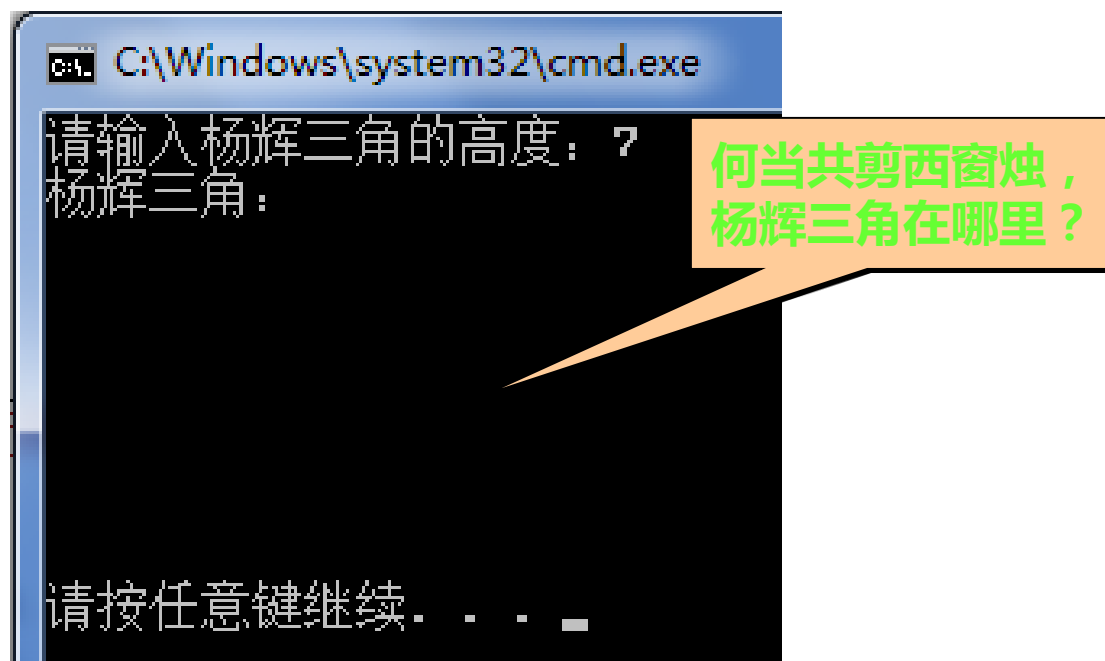 C:\Windows\system32\cmd.exe
请输入杨辉三角的高度：7
杨辉三角：
何当共剪西窗烛，
杨辉三角在哪里？
请按任意键继续. . .